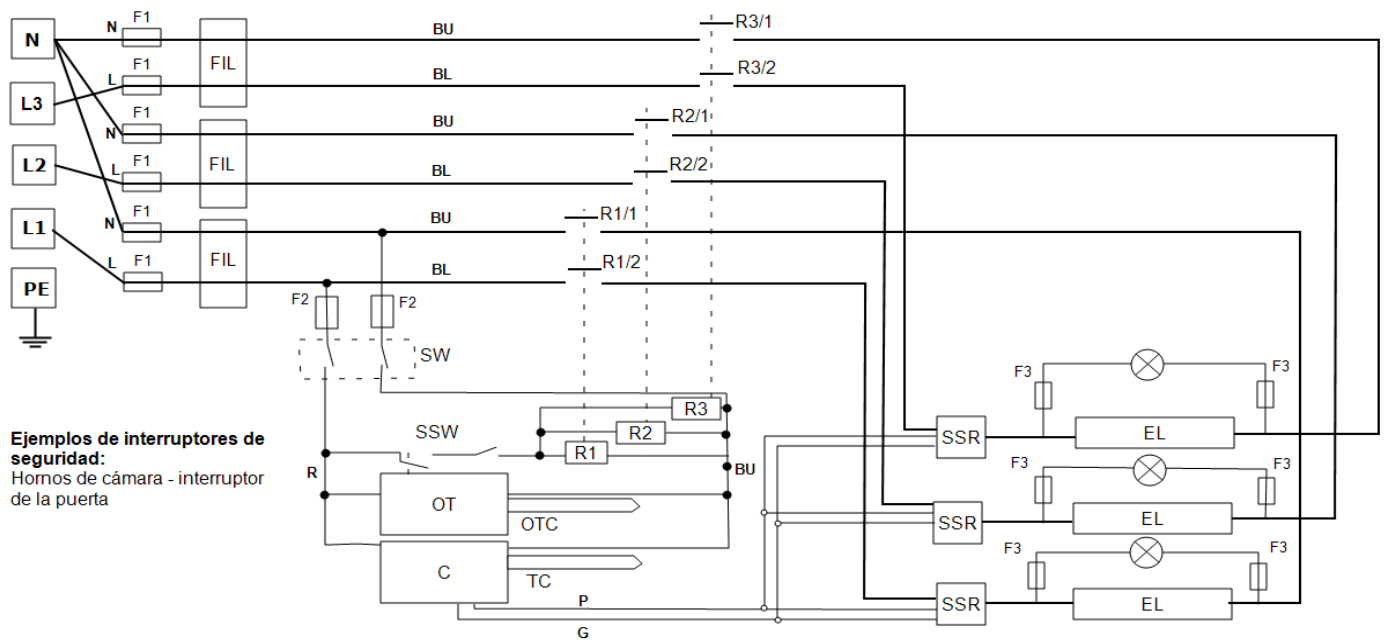 N
L3
L2
L1
PE
N F1
L F1
N F1
L F1
N F1
L F1
FIL
FIL
FIL
BU
BL
BU
BL
BU
BL
R3/1
R3/2
R2/1
R2/2
R1/1
R1/2
F2
F2
SW
R3
R2
R1
SSW
R
BU
OT
OTC
C
TC
P
G
Ejemplos de interruptores de
seguridad:
Hornos de cámara - interruptor
de la puerta
F3
F3
SSR
EL
F3
F3
SSR
EL
F3
F3
SSR
EL